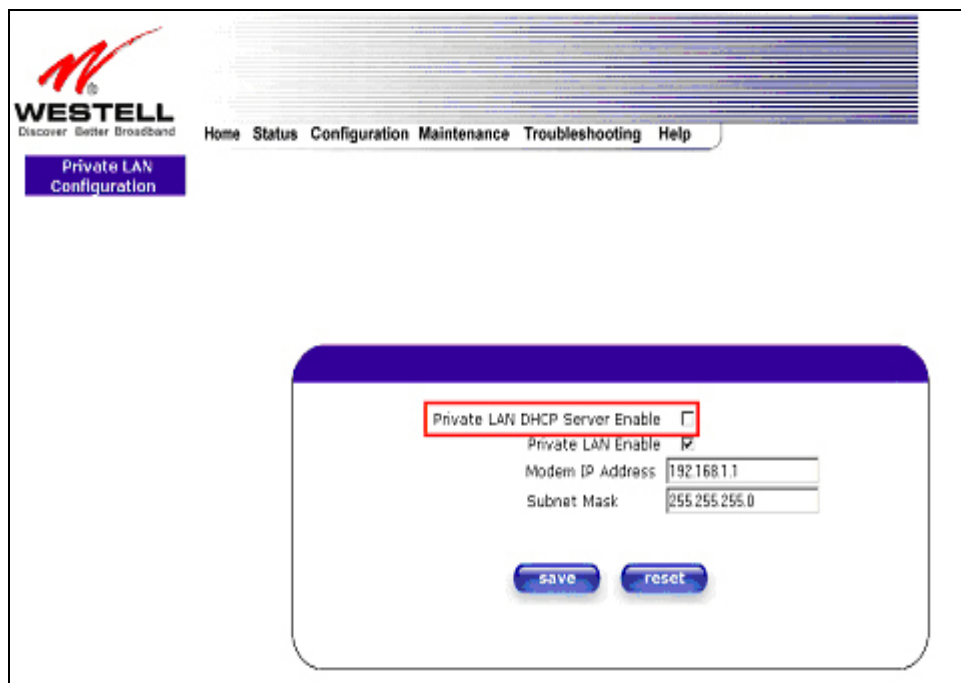 WESTELL
Discover Better Broadband
Home Status Configuration Maintenance Troubleshooting Help
Private LAN
Configuration
Private LAN DHCP Server Enable
Private LAN Enable
Modem IP Address 192.168.1.1
Subnet Mask 255.255.255.0
save reset